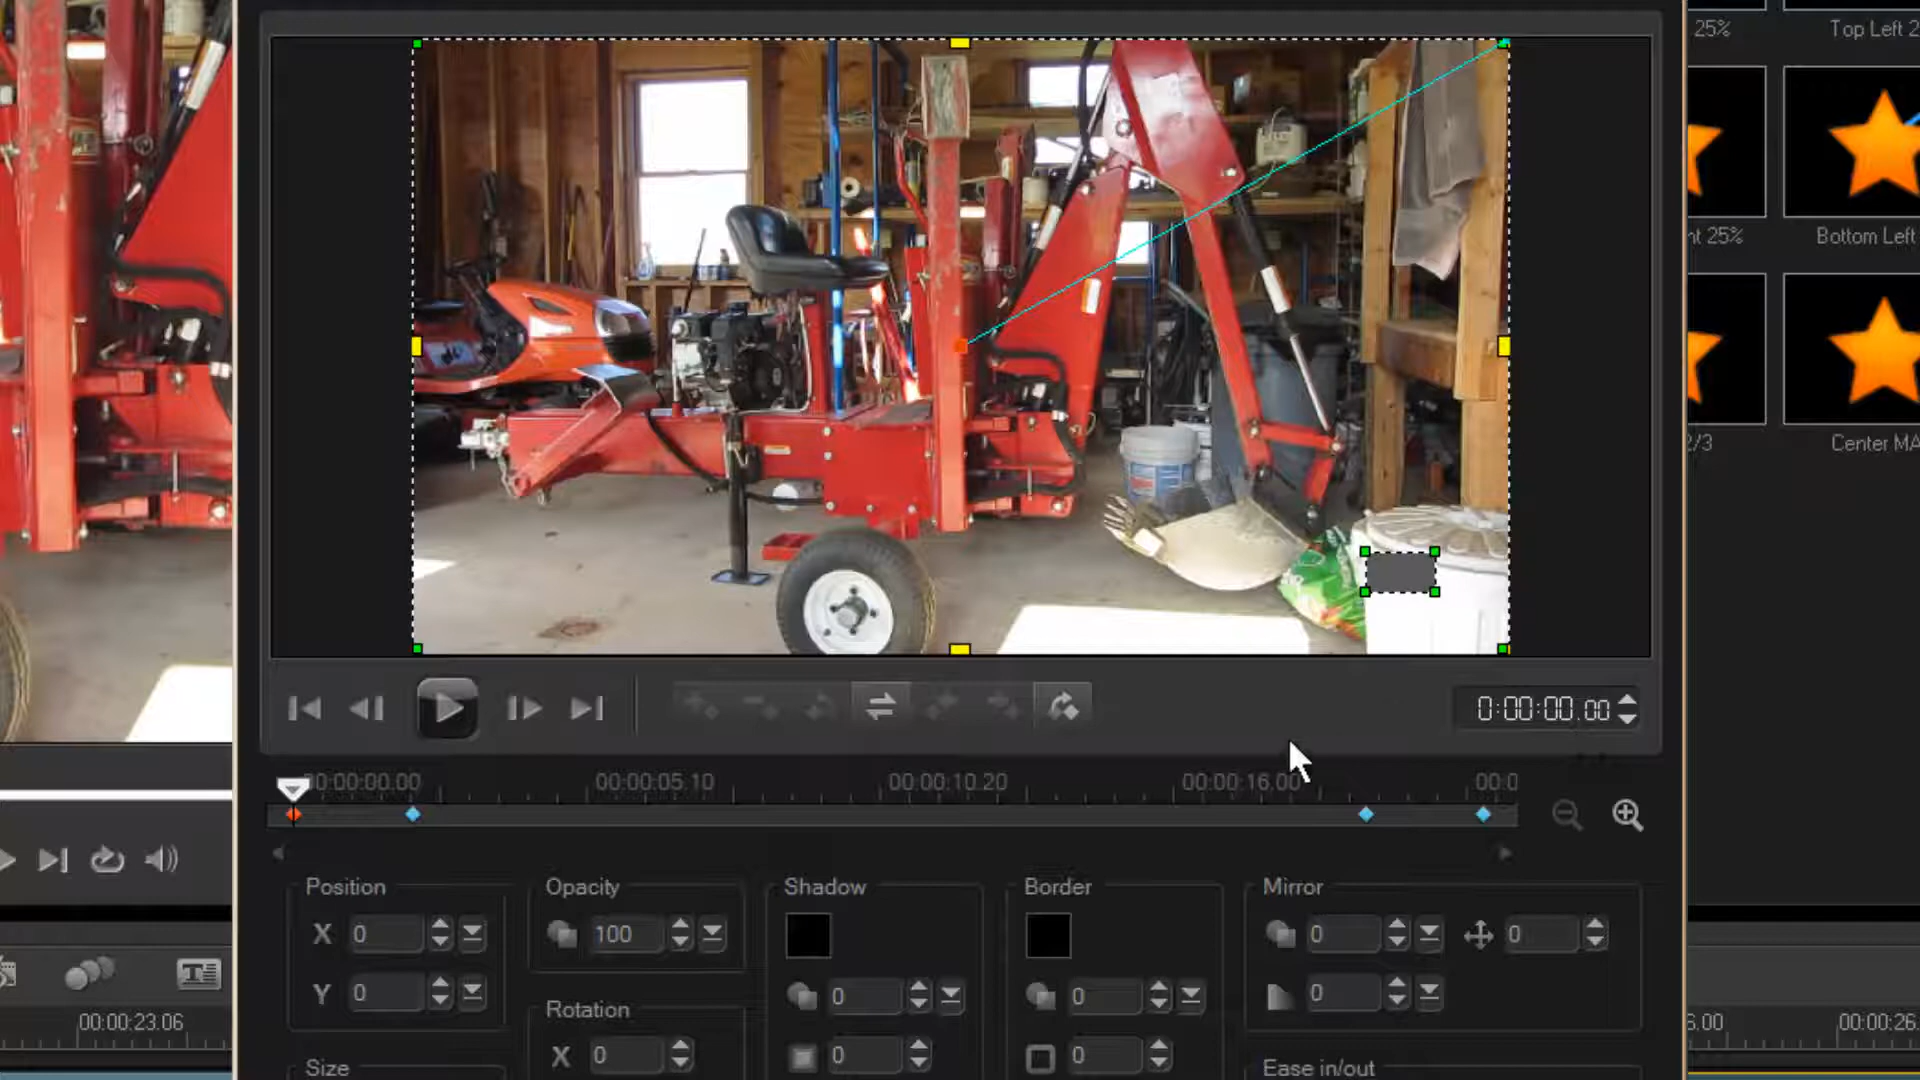 25%
Top Left 2
nt 25%
Bottom Left
2/3
Center MA
0:00:00.00
00:00:00.00
00:00:05.10
00:00:10.20
00:00:16.00
00:0
Position
Opacity
Shadow
Border
Mirror
X 0
100
0
0
Y 0
0
0
0
Rotation
X 0
0
0
Size
Ease in/out
T
00:00:23.06
6.00
00:00:26.